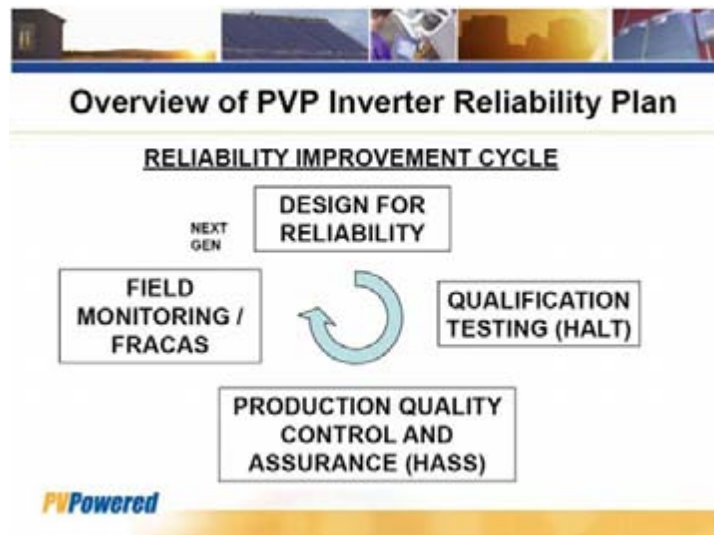 Overview of PVP Inverter Reliability Plan
RELIABILITY IMPROVEMENT CYCLE
DESIGN FOR
RELIABILITY
NEXT
GEN
QUALIFICATION
TESTING (HALT)
PRODUCTION QUALITY
CONTROL AND
ASSURANCE (HASS)
FIELD
MONITORING /
FRACAS
PVPowered